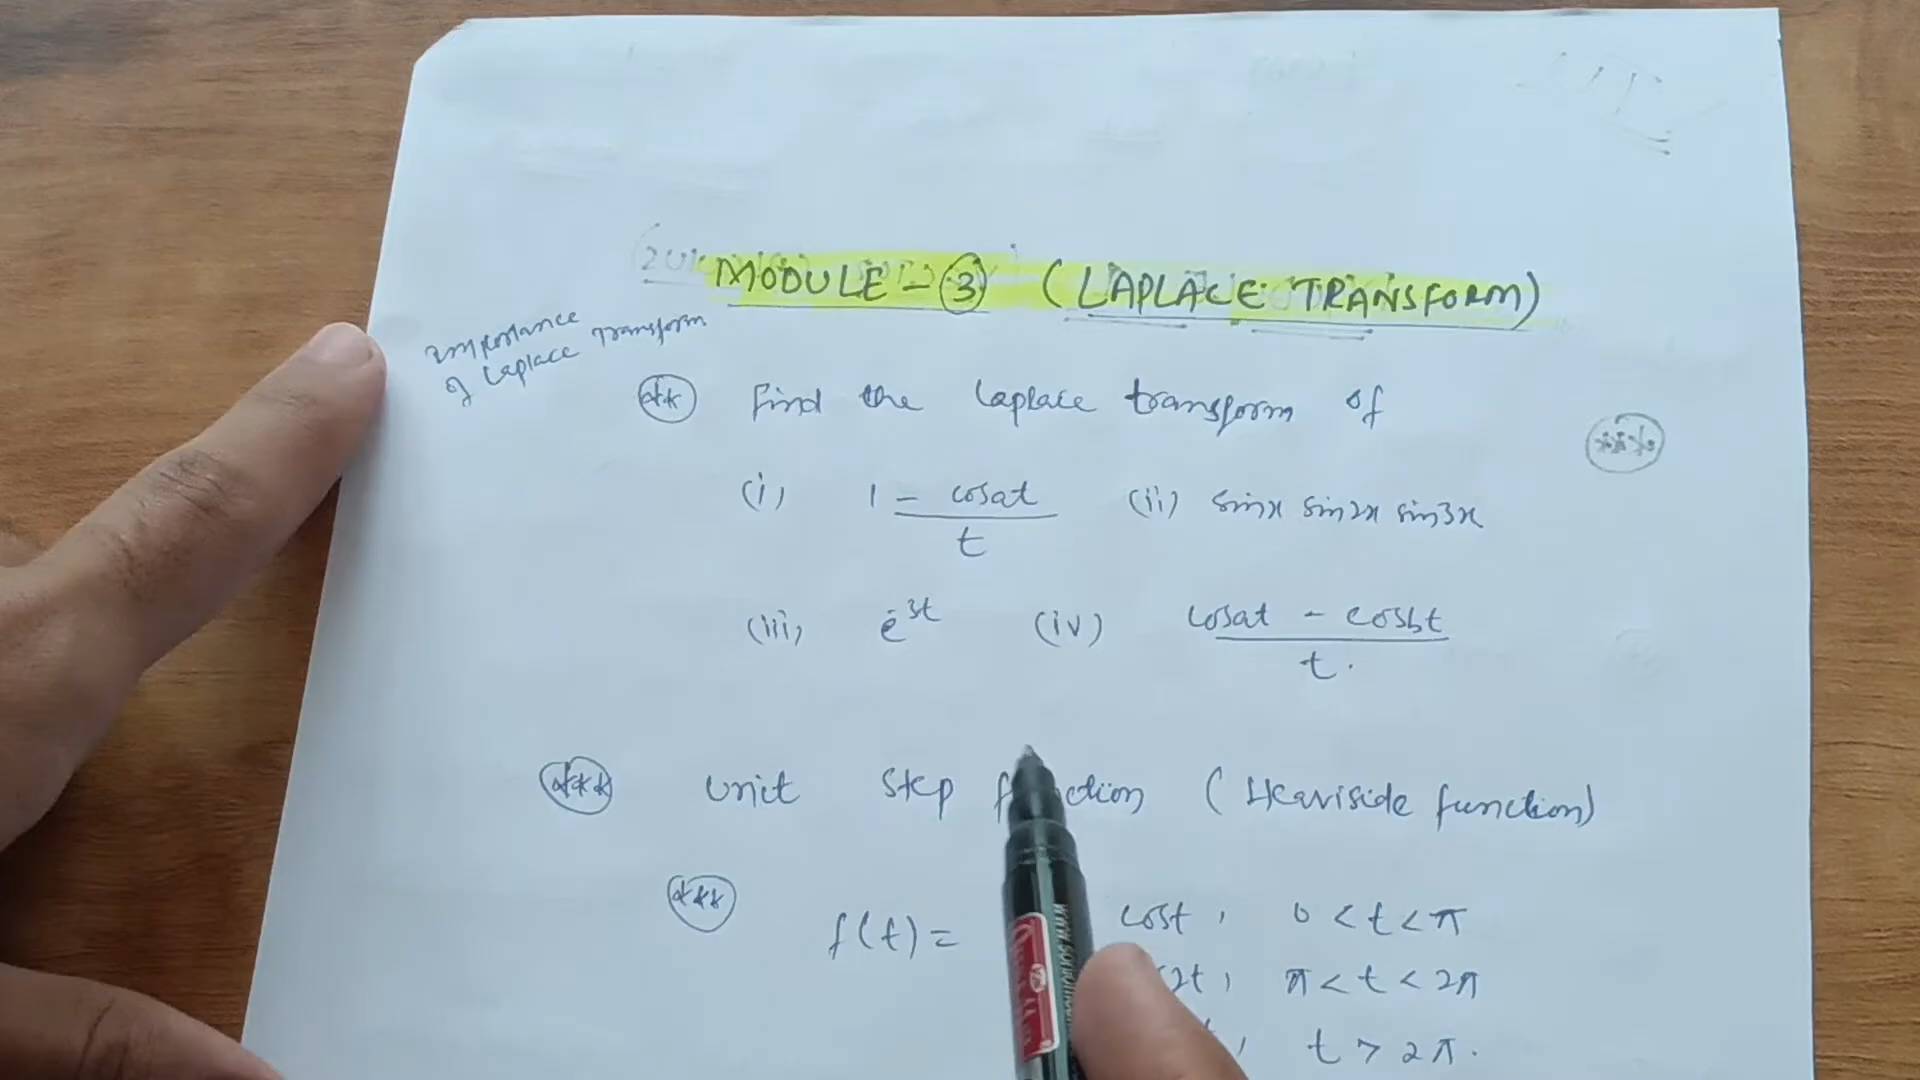 MODULE - 3 (LAPLACE TRANSFORM)
Importance
of Laplace Transform
** Find the Laplace transform of
(i) 1 - cosat / t (ii) sinx sin2x sin3x
(iii) e^3t (iv) cosat - cosbt / t.
*** unit step function (Heaviside function)
*** f(t) = cost, 0 < t < π
2t, π < t < 2π
t > 2π.